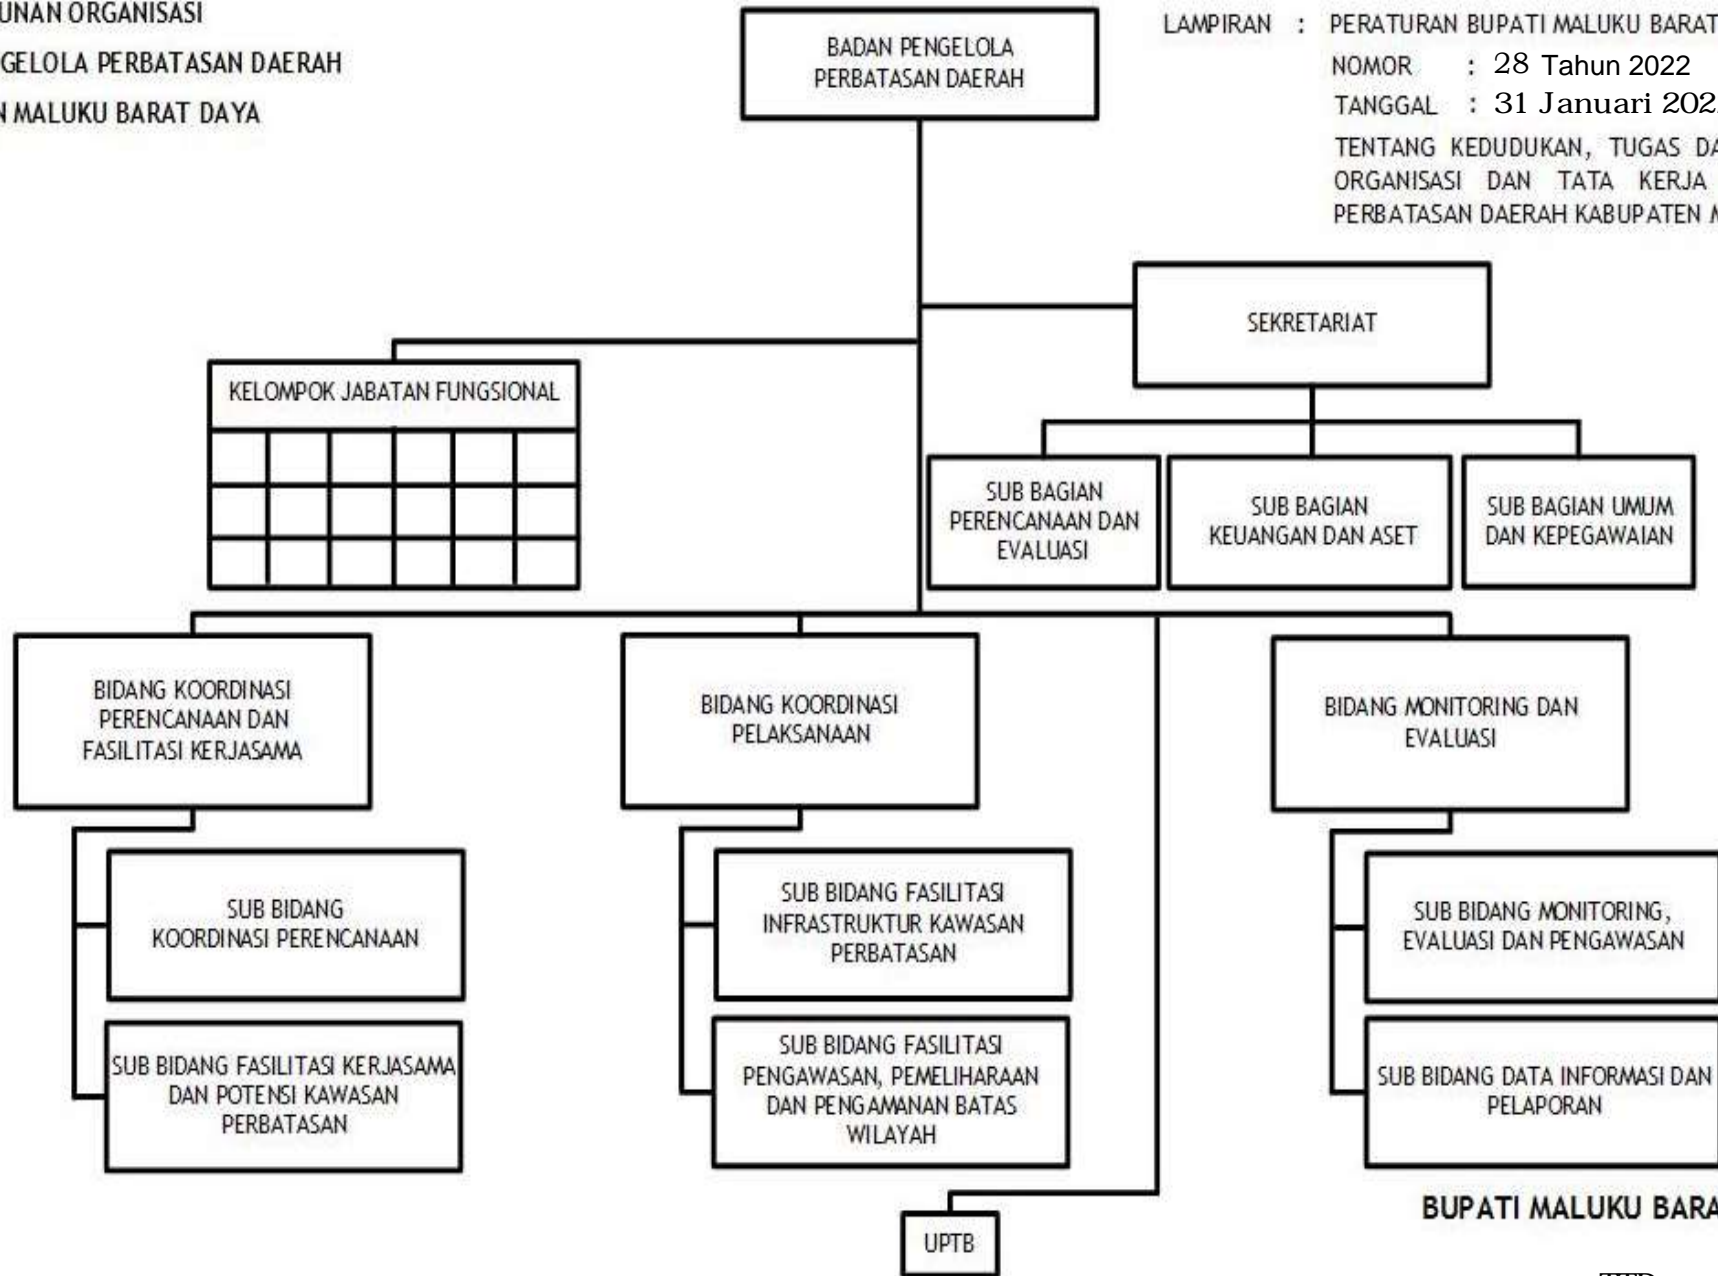 UNAN ORGANISASI
GELOLA PERBATASAN DAERAH
N MALUKU BARAT DAYA
BADAN PENGELOLA
PERBATASAN DAERAH
LAMPIRAN : PERATURAN BUPATI MALUKU BARAT
NOMOR : 28 Tahun 2022
TANGGAL : 31 Januari 202
TENTANG KEDUDUKAN, TUGAS DA
ORGANISASI DAN TATA KERJA
PERBATASAN DAERAH KABUPATEN M
SEKRETARIAT
KELOMPOK JABATAN FUNGSIONAL
SUB BAGIAN
PERENCANAAN DAN
EVALUASI
SUB BAGIAN
KEUANGAN DAN ASET
SUB BAGIAN UMUM
DAN KEPEGAWAIAN
BIDANG KOORDINASI
PERENCANAAN DAN
FASILITASI KERJASAMA
BIDANG KOORDINASI
PELAKSANAAN
BIDANG MONITORING DAN
EVALUASI
SUB BIDANG
KOORDINASI PERENCANAAN
SUB BIDANG FASILITASI KERJASAMA
DAN POTENSI KAWASAN
PERBATASAN
SUB BIDANG FASILITASI
INFRASTRUKTUR KAWASAN
PERBATASAN
SUB BIDANG FASILITASI
PENGAWASAN, PEMELIHARAAN
DAN PENGAMANAN BATAS
WILAYAH
SUB BIDANG MONITORING,
EVALUASI DAN PENGAWASAN
SUB BIDANG DATA INFORMASI DAN
PELAPORAN
UPTB
BUPATI MALUKU BARA